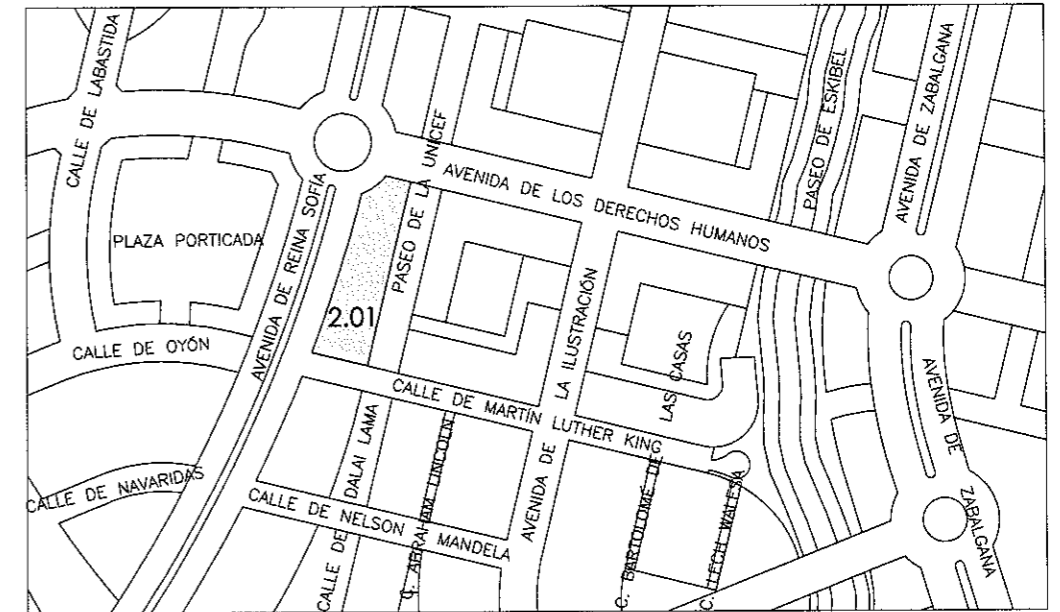 CALLE DE LABASTIDA
PASEO DE LA UNICEF
PASEO DE ESKIBEL
AVENIDA DE ZABALGANA
AVENIDA DE LOS DERECHOS HUMANOS
PLAZA PORTICADA
AVENIDA DE REINA SOFÍA
2.01
CALLE DE OYÓN
AVENIDA DE LA ILUSTRACIÓN
CALLE DE MARTÍN LUTHER KING
C. BARTOLOMÉ DE LAS CASAS
AVENIDA DE ZABALGANA
CALLE DE NAVARIDAS
CALLE DE DALAI LAMA
C. ABRAHAM LINCOLN
CALLE DE NELSON MANDELA
C. LECH WALESA